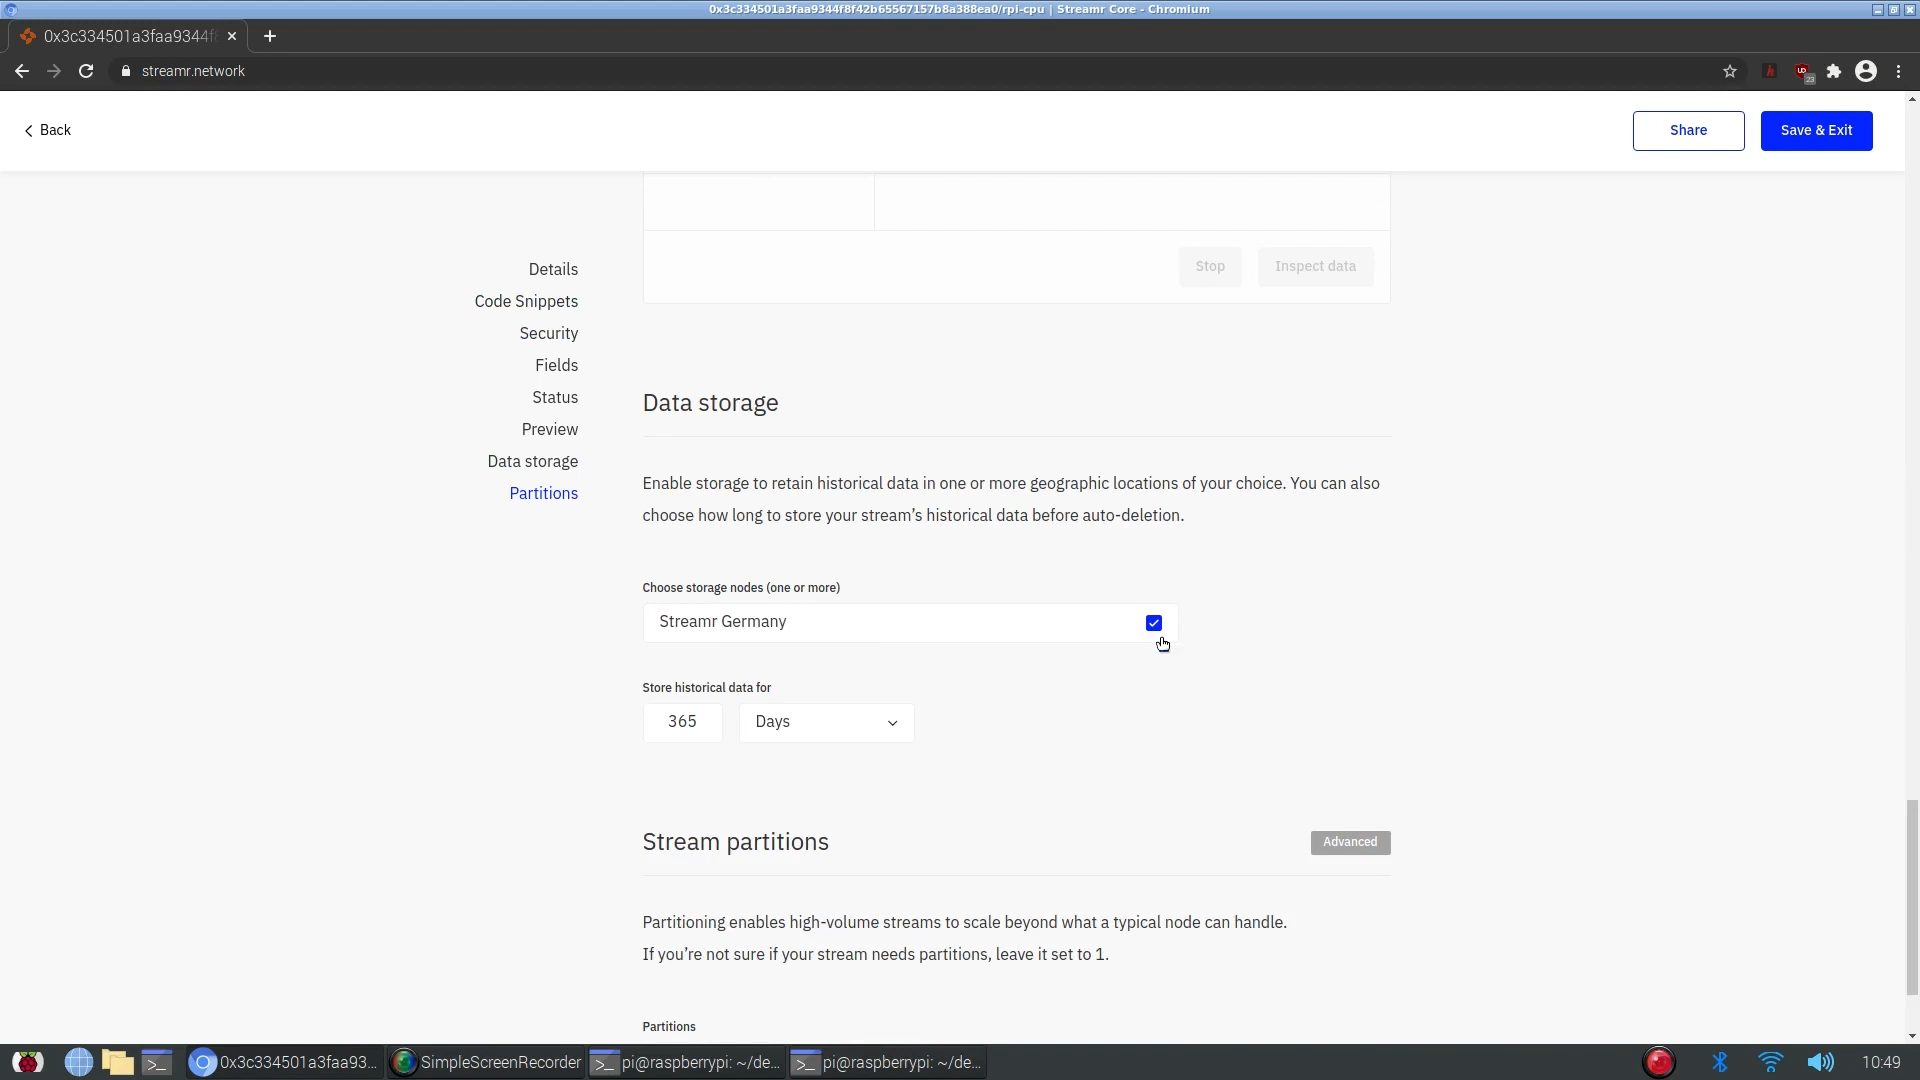 0x3c334501a3faa9344f8f42b65567157b8a388ea0/rpi-cpu | Streamr Core - Chromium
0x3c334501a3faa9344f
streamr.network
23
Back
Share
Save & Exit
Stop
Inspect data
Details
Code Snippets
Security
Fields
Status
Preview
Data storage
Partitions
Data storage
Enable storage to retain historical data in one or more geographic locations of your choice. You can also
choose how long to store your stream’s historical data before auto-deletion.
Choose storage nodes (one or more)
Streamr Germany
Store historical data for
365
Days
Stream partitions
Advanced
Partitioning enables high-volume streams to scale beyond what a typical node can handle.
If you’re not sure if your stream needs partitions, leave it set to 1.
Partitions
0x3c334501a3faa93...
SimpleScreenRecorder
pi@raspberrypi: ~/de...
pi@raspberrypi: ~/de...
10:49